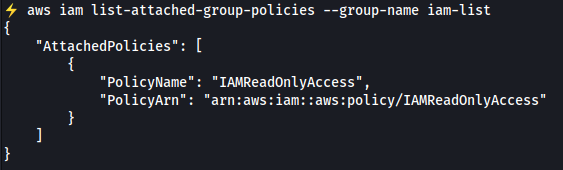 ⚡ aws iam list-attached-group-policies --group-name iam-list
{
    "AttachedPolicies": [
        {
            "PolicyName": "IAMReadOnlyAccess",
            "PolicyArn": "arn:aws:iam::aws:policy/IAMReadOnlyAccess"
        }
    ]
}